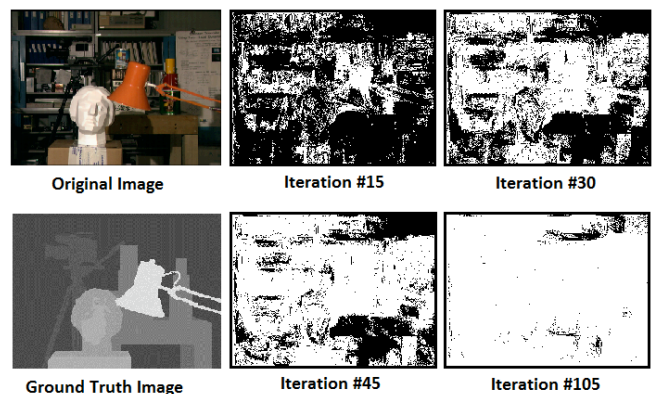 Original Image
Iteration #15
Iteration #30
Ground Truth Image
Iteration #45
Iteration #105